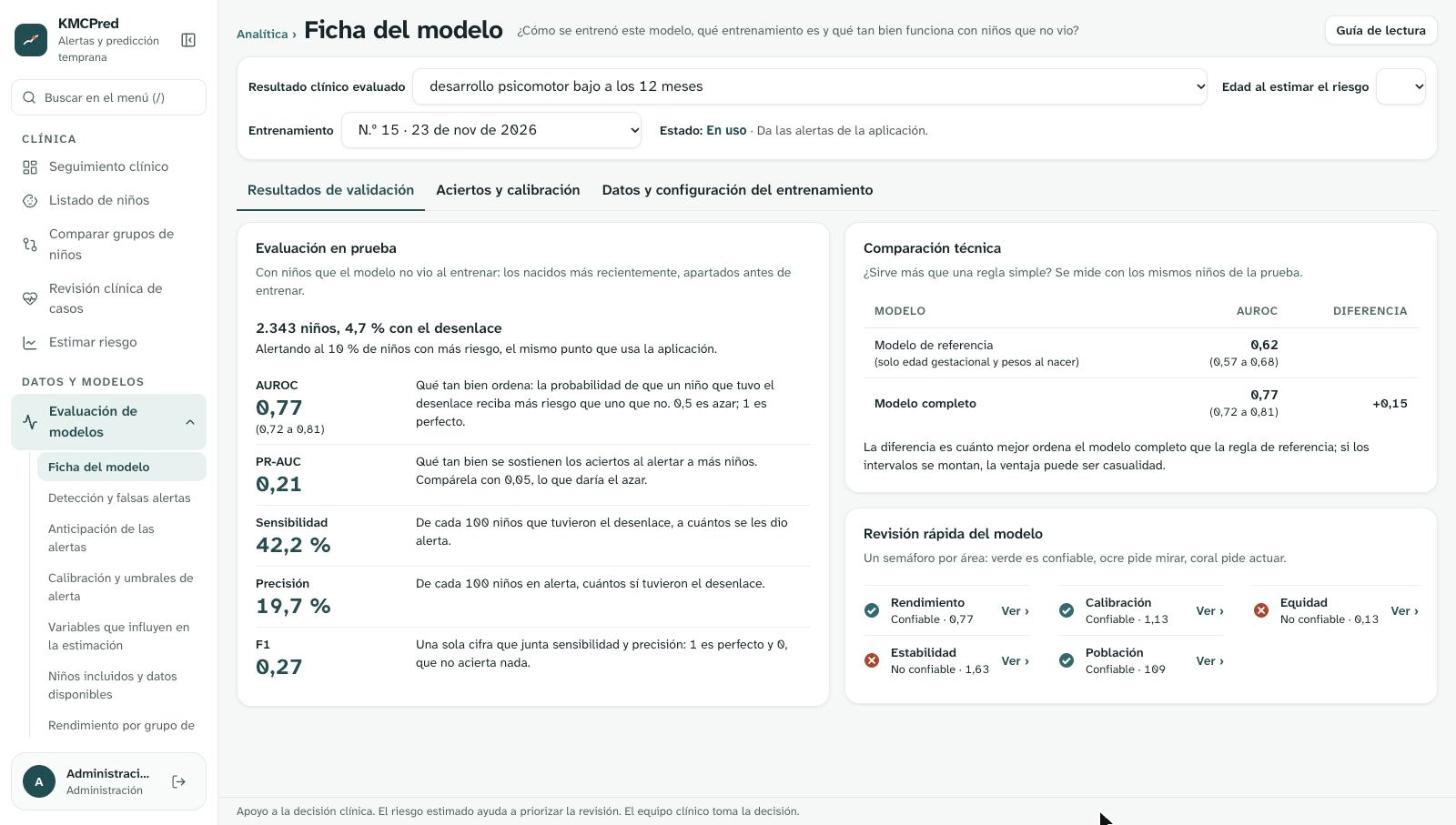 KMCPred
Alertas y predicción
temprana
Buscar en el menú (/)
CLÍNICA
Seguimiento clínico
Listado de niños
Comparar grupos de
niños
Revisión clínica de
casos
Estimar riesgo
DATOS Y MODELOS
Evaluación de
modelos
Ficha del modelo
Detección y falsas alertas
Anticipación de las
alertas
Calibración y umbrales de
alerta
Variables que influyen en
la estimación
Niños incluidos y datos
disponibles
Rendimiento por grupo de
A
Administraci...
Administración
Analítica ›
Ficha del modelo
¿Cómo se entrenó este modelo, qué entrenamiento es y qué tan bien funciona con niños que no vio?
Guía de lectura
Resultado clínico evaluado
desarrollo psicomotor bajo a los 12 meses
Edad al estimar el riesgo
Entrenamiento
N.° 15 · 23 de nov de 2026
Estado: En uso · Da las alertas de la aplicación.
Resultados de validación
Aciertos y calibración
Datos y configuración del entrenamiento
Evaluación en prueba
Con niños que el modelo no vio al entrenar: los nacidos más recientemente, apartados antes de
entrenar.
2.343 niños, 4,7 % con el desenlace
Alertando al 10 % de niños con más riesgo, el mismo punto que usa la aplicación.
AUROC
0,77
(0,72 a 0,81)
Qué tan bien ordena: la probabilidad de que un niño que tuvo el
desenlace reciba más riesgo que uno que no. 0,5 es azar; 1 es
perfecto.
PR-AUC
0,21
Qué tan bien se sostienen los aciertos al alertar a más niños.
Compárela con 0,05, lo que daría el azar.
Sensibilidad
42,2 %
De cada 100 niños que tuvieron el desenlace, a cuántos se les dio
alerta.
Precisión
19,7 %
De cada 100 niños en alerta, cuántos sí tuvieron el desenlace.
F1
0,27
Una sola cifra que junta sensibilidad y precisión: 1 es perfecto y 0,
que no acierta nada.
Comparación técnica
¿Sirve más que una regla simple? Se mide con los mismos niños de la prueba.
MODELO AUROC DIFERENCIA
Modelo de referencia
(solo edad gestacional y pesos al nacer)
0,62
(0,57 a 0,68)
Modelo completo
0,77
(0,72 a 0,81)
+0,15
La diferencia es cuánto mejor ordena el modelo completo que la regla de referencia; si los
intervalos se montan, la ventaja puede ser casualidad.
Revisión rápida del modelo
Un semáforo por área: verde es confiable, ocre pide mirar, coral pide actuar.
Rendimiento
Confiable · 0,77
Ver ›
Calibración
Confiable · 1,13
Ver ›
Equidad
No confiable · 0,13
Ver ›
Estabilidad
No confiable · 1,63
Ver ›
Población
Confiable · 109
Ver ›
Apoyo a la decisión clínica. El riesgo estimado ayuda a priorizar la revisión. El equipo clínico toma la decisión.